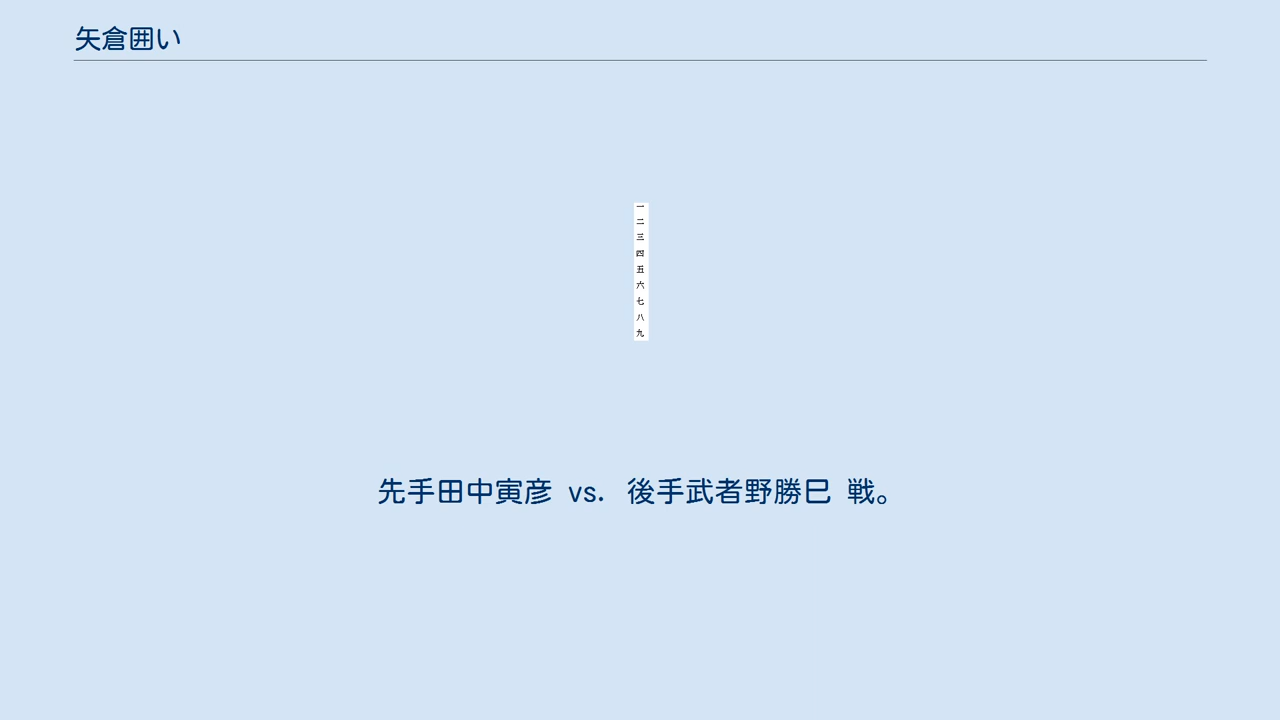 矢倉囲い
一
二
三
四
五
六
七
八
九
先手田中寅彦 vs. 後手武者野勝巳 戦。